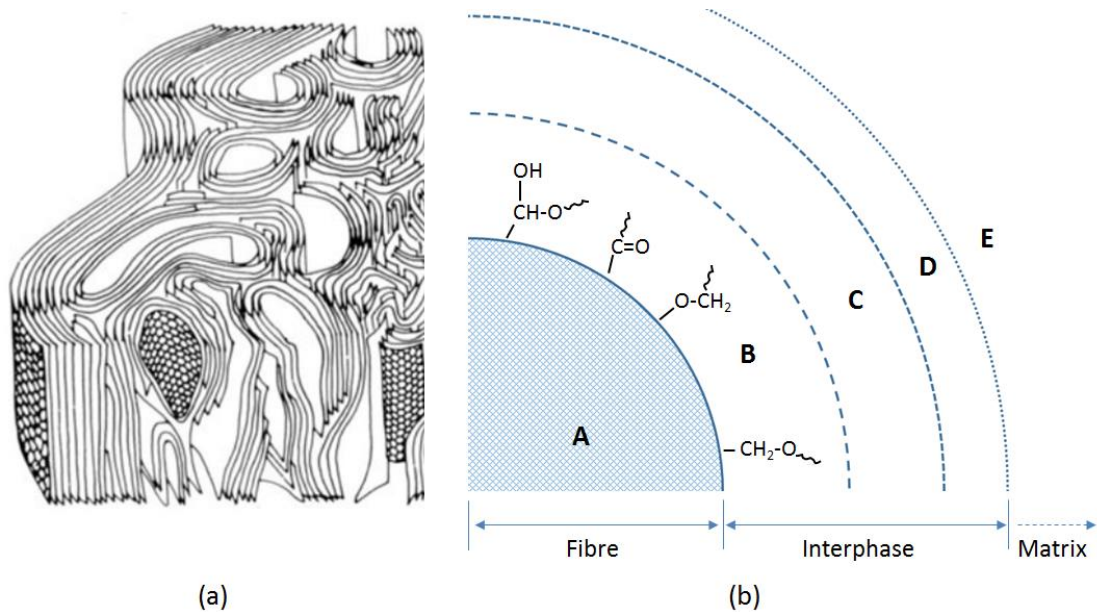 OH
CH-O
C=O
O-CH₂
E
D
C
B
A
CH₂-O
Fibre
Interphase
Matrix
(a)
(b)